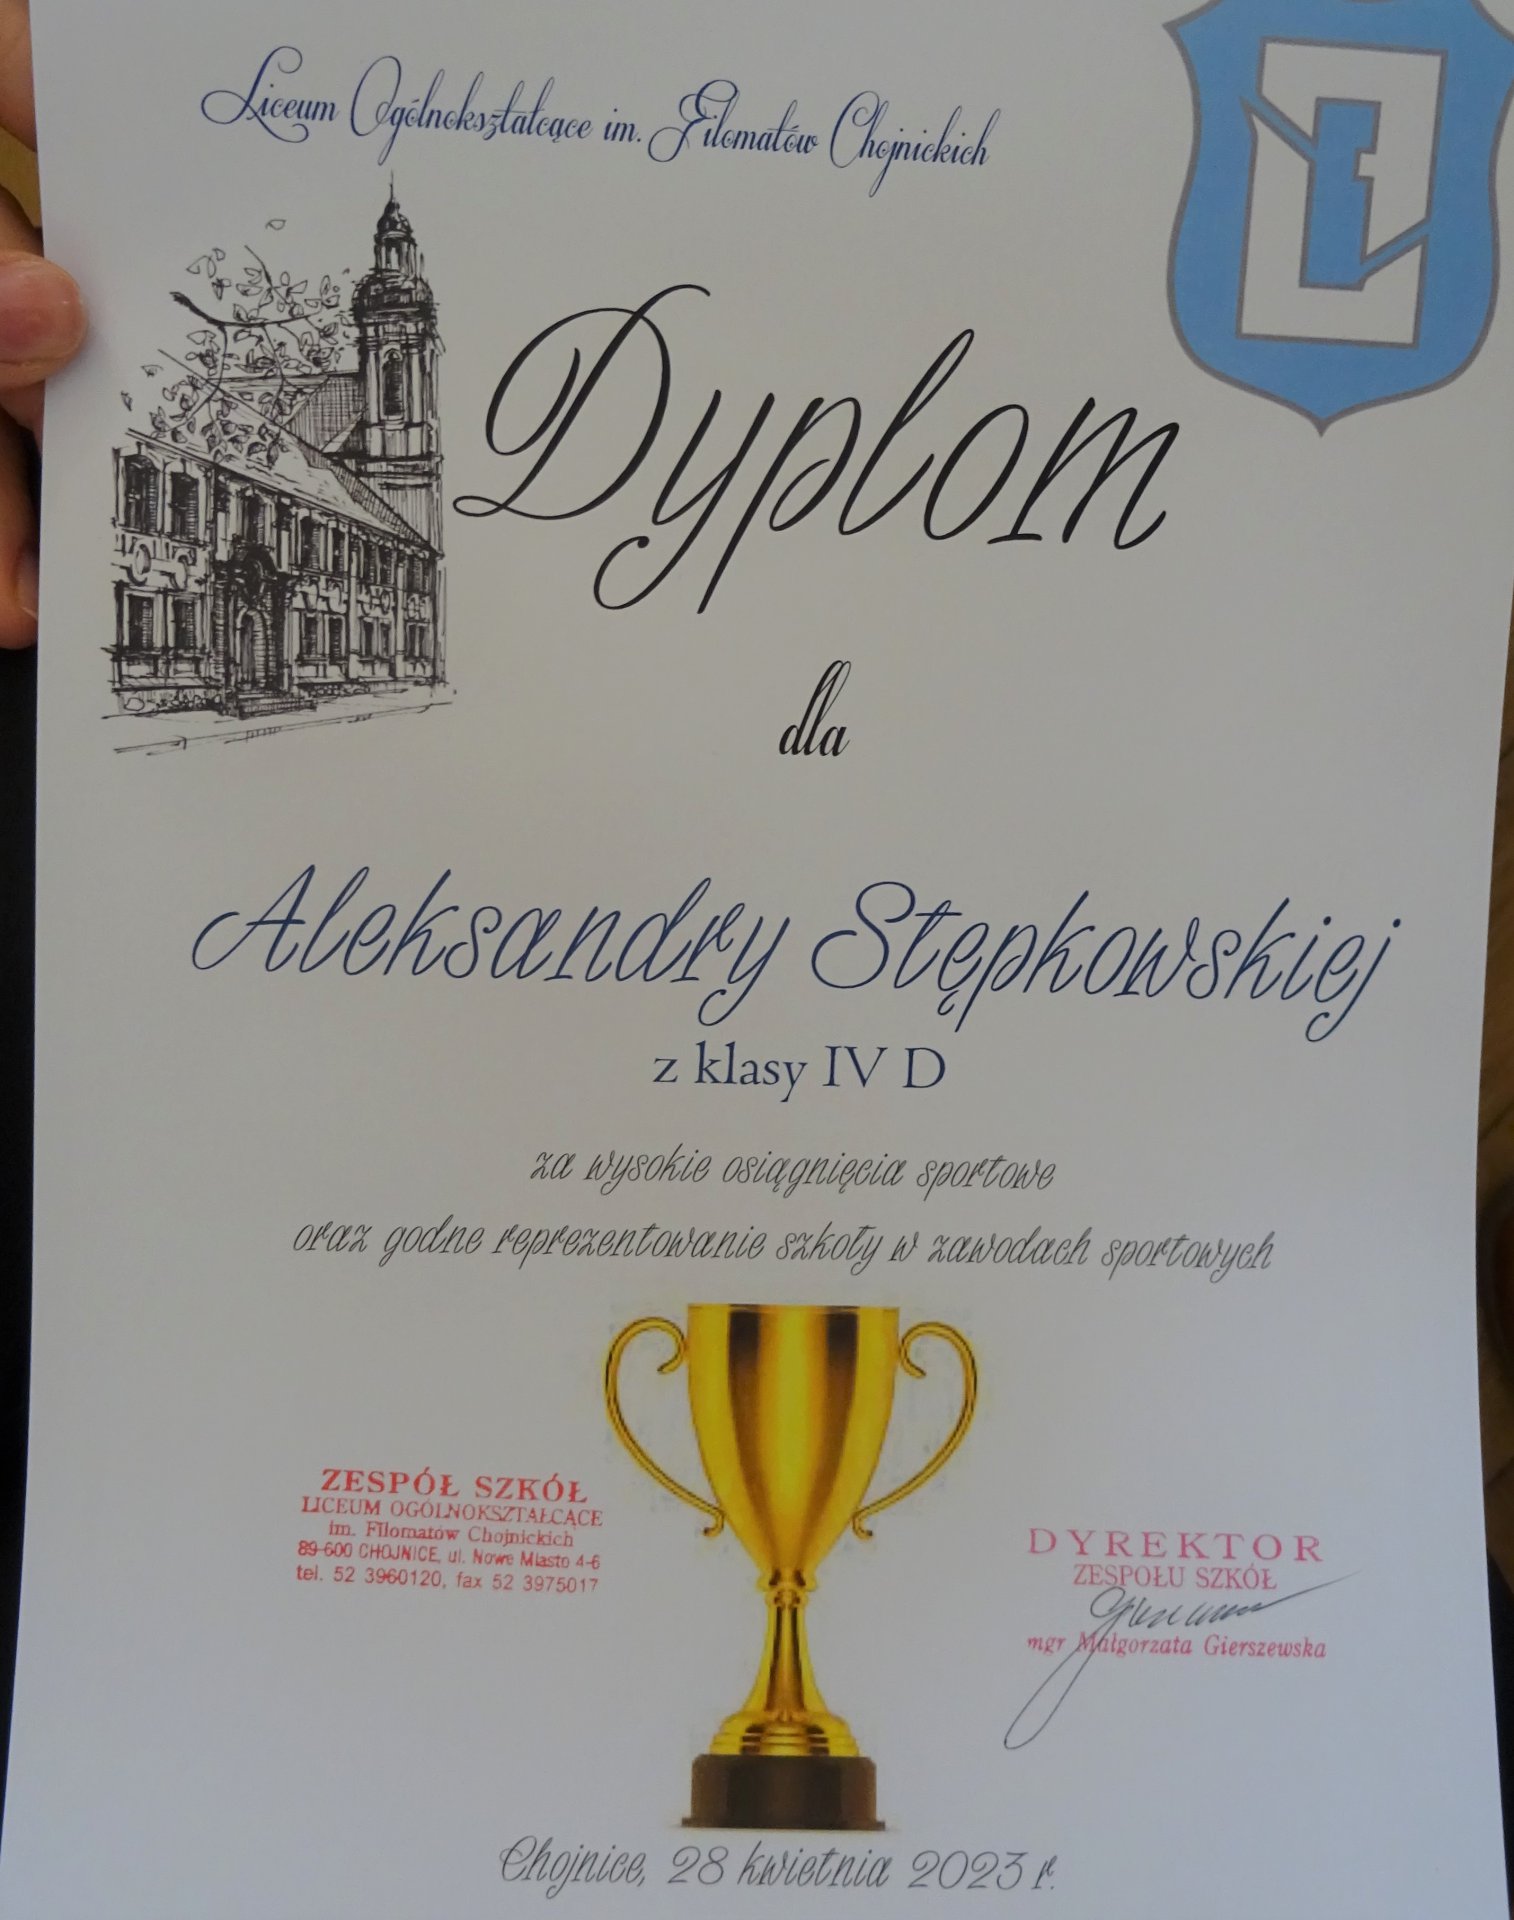 Liceum Ogólnokształcące im. Filomatów Chojnickich
Dyplom
dla
Aleksandry Stępkowskiej
z klasy IV D
za wysokie osiągnięcia sportowe
oraz godne reprezentowanie szkoły w zawodach sportowych
ZESPÓŁ SZKÓŁ
LICEUM OGÓLNOKSZTAŁCĄCE
im. Filomatów Chojnickich
89-600 CHOJNICE, ul. Nowe Miasto 4-6
tel. 52 3960120, fax 52 3975017
DYREKTOR
ZESPOŁU SZKÓŁ
mgr Małgorzata Gierszewska
Chojnice, 28 kwietnia 2023 r.